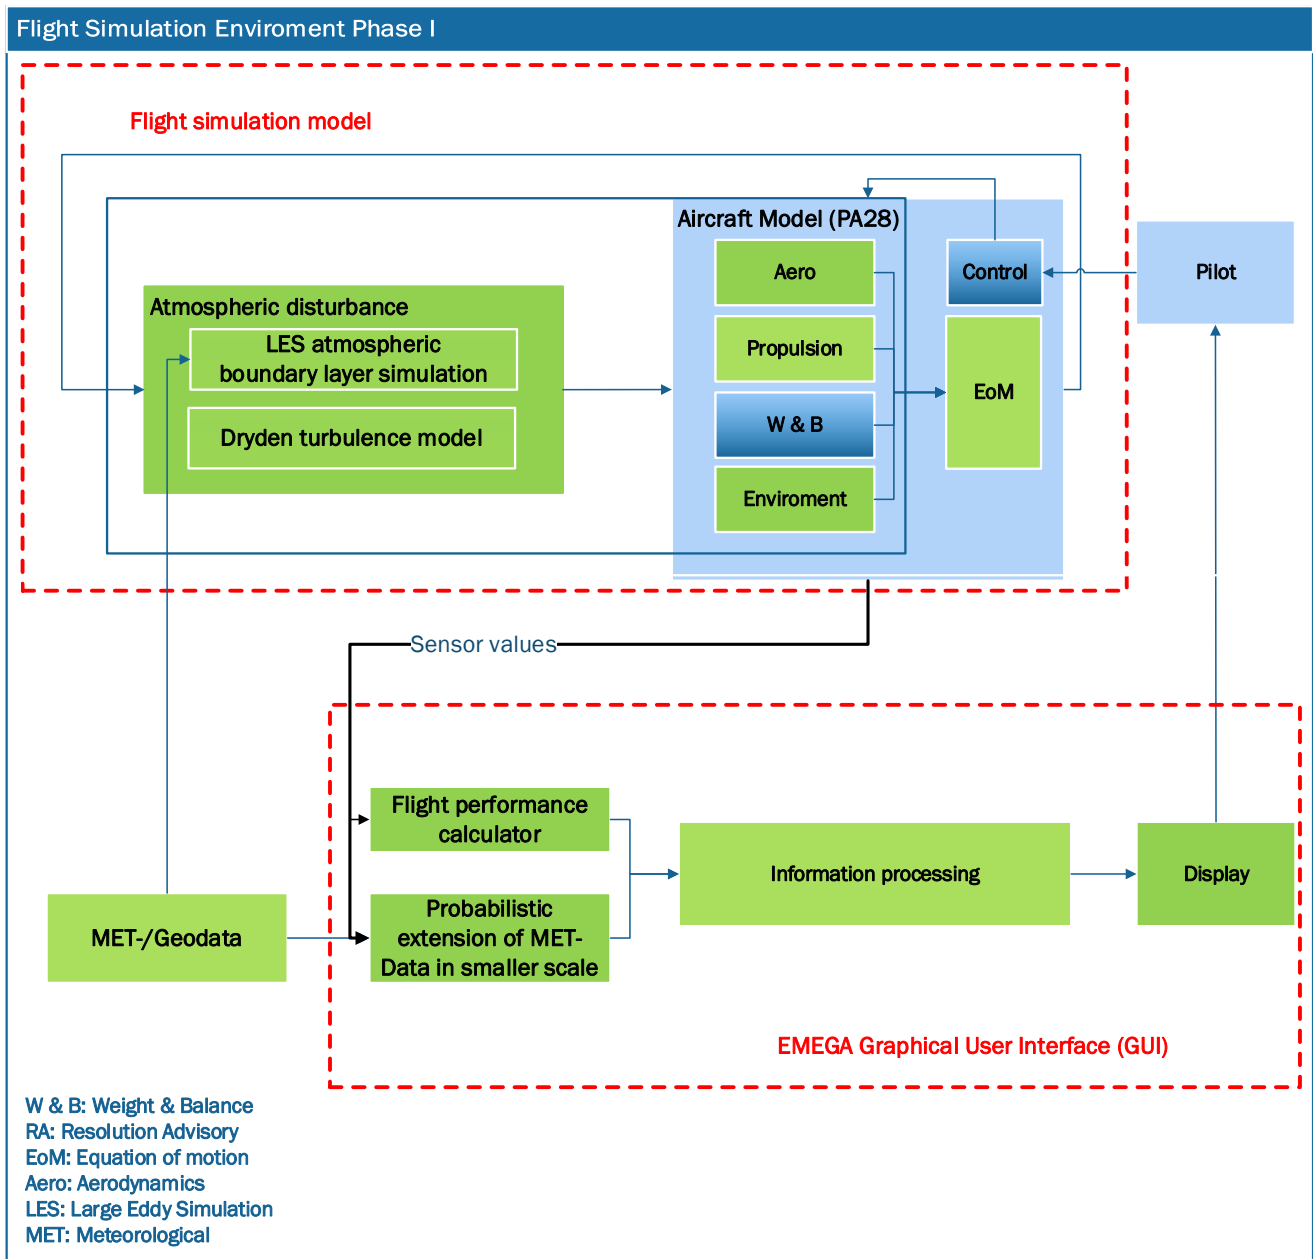 Flight Simulation Enviroment Phase I
Flight simulation model
Aircraft Model (PA28)
Aero
Control
Pilot
Atmospheric disturbance
LES atmospheric
boundary layer simulation
Propulsion
EoM
Dryden turbulence model
W & B
Enviroment
Sensor values
Flight performance
calculator
Information processing
Display
MET-/Geodata
Probabilistic
extension of MET-
Data in smaller scale
EMEGA Graphical User Interface (GUI)
W & B: Weight & Balance
RA: Resolution Advisory
EoM: Equation of motion
Aero: Aerodynamics
LES: Large Eddy Simulation
MET: Meteorological